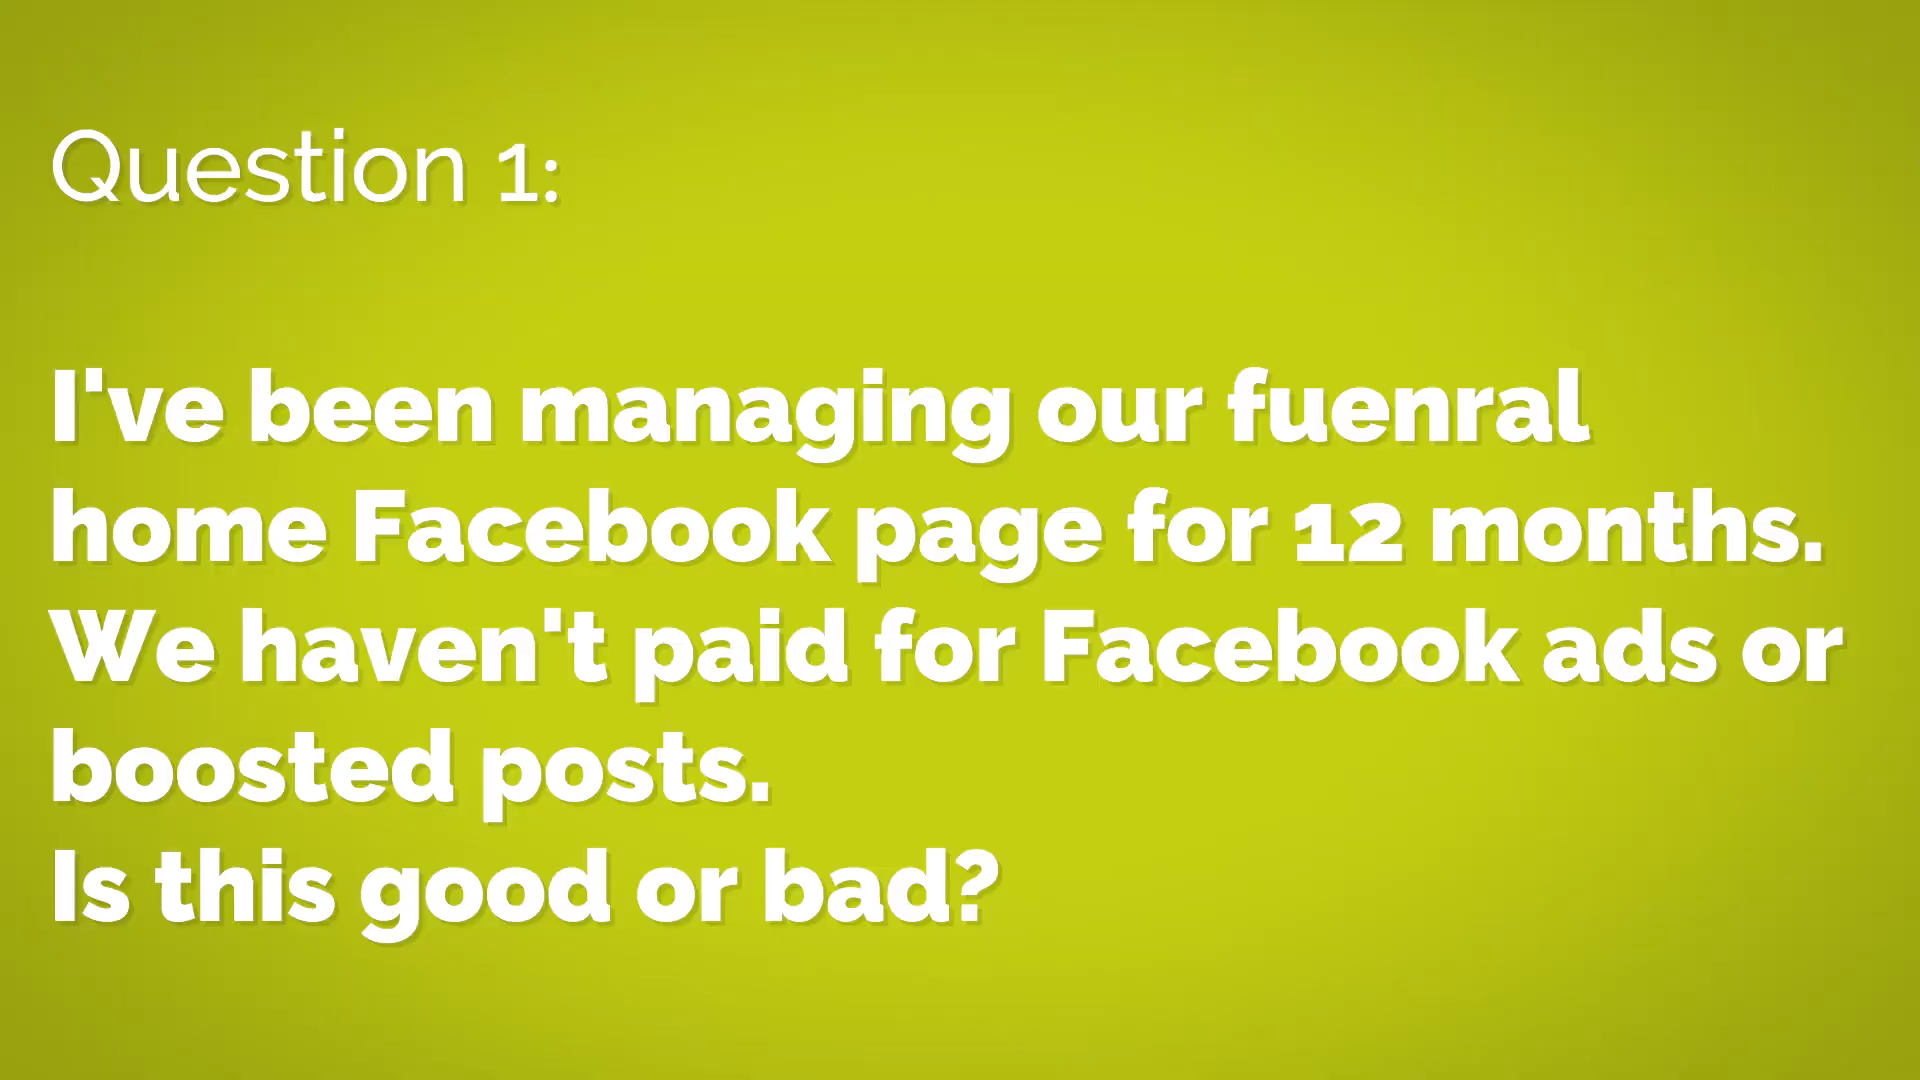 Question 1:
I've been managing our fuenral
home Facebook page for 12 months.
We haven't paid for Facebook ads or
boosted posts.
Is this good or bad?